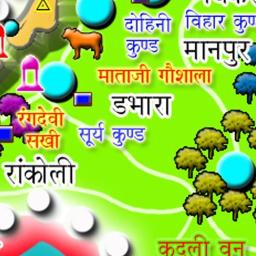 दोहिनी
कुण्ड
विहार कुण
मानपुर
माताजी गौशाला
डभारा
रंगदेवी
सखी
सूर्य कुण्ड
रांकोली
कदली वन